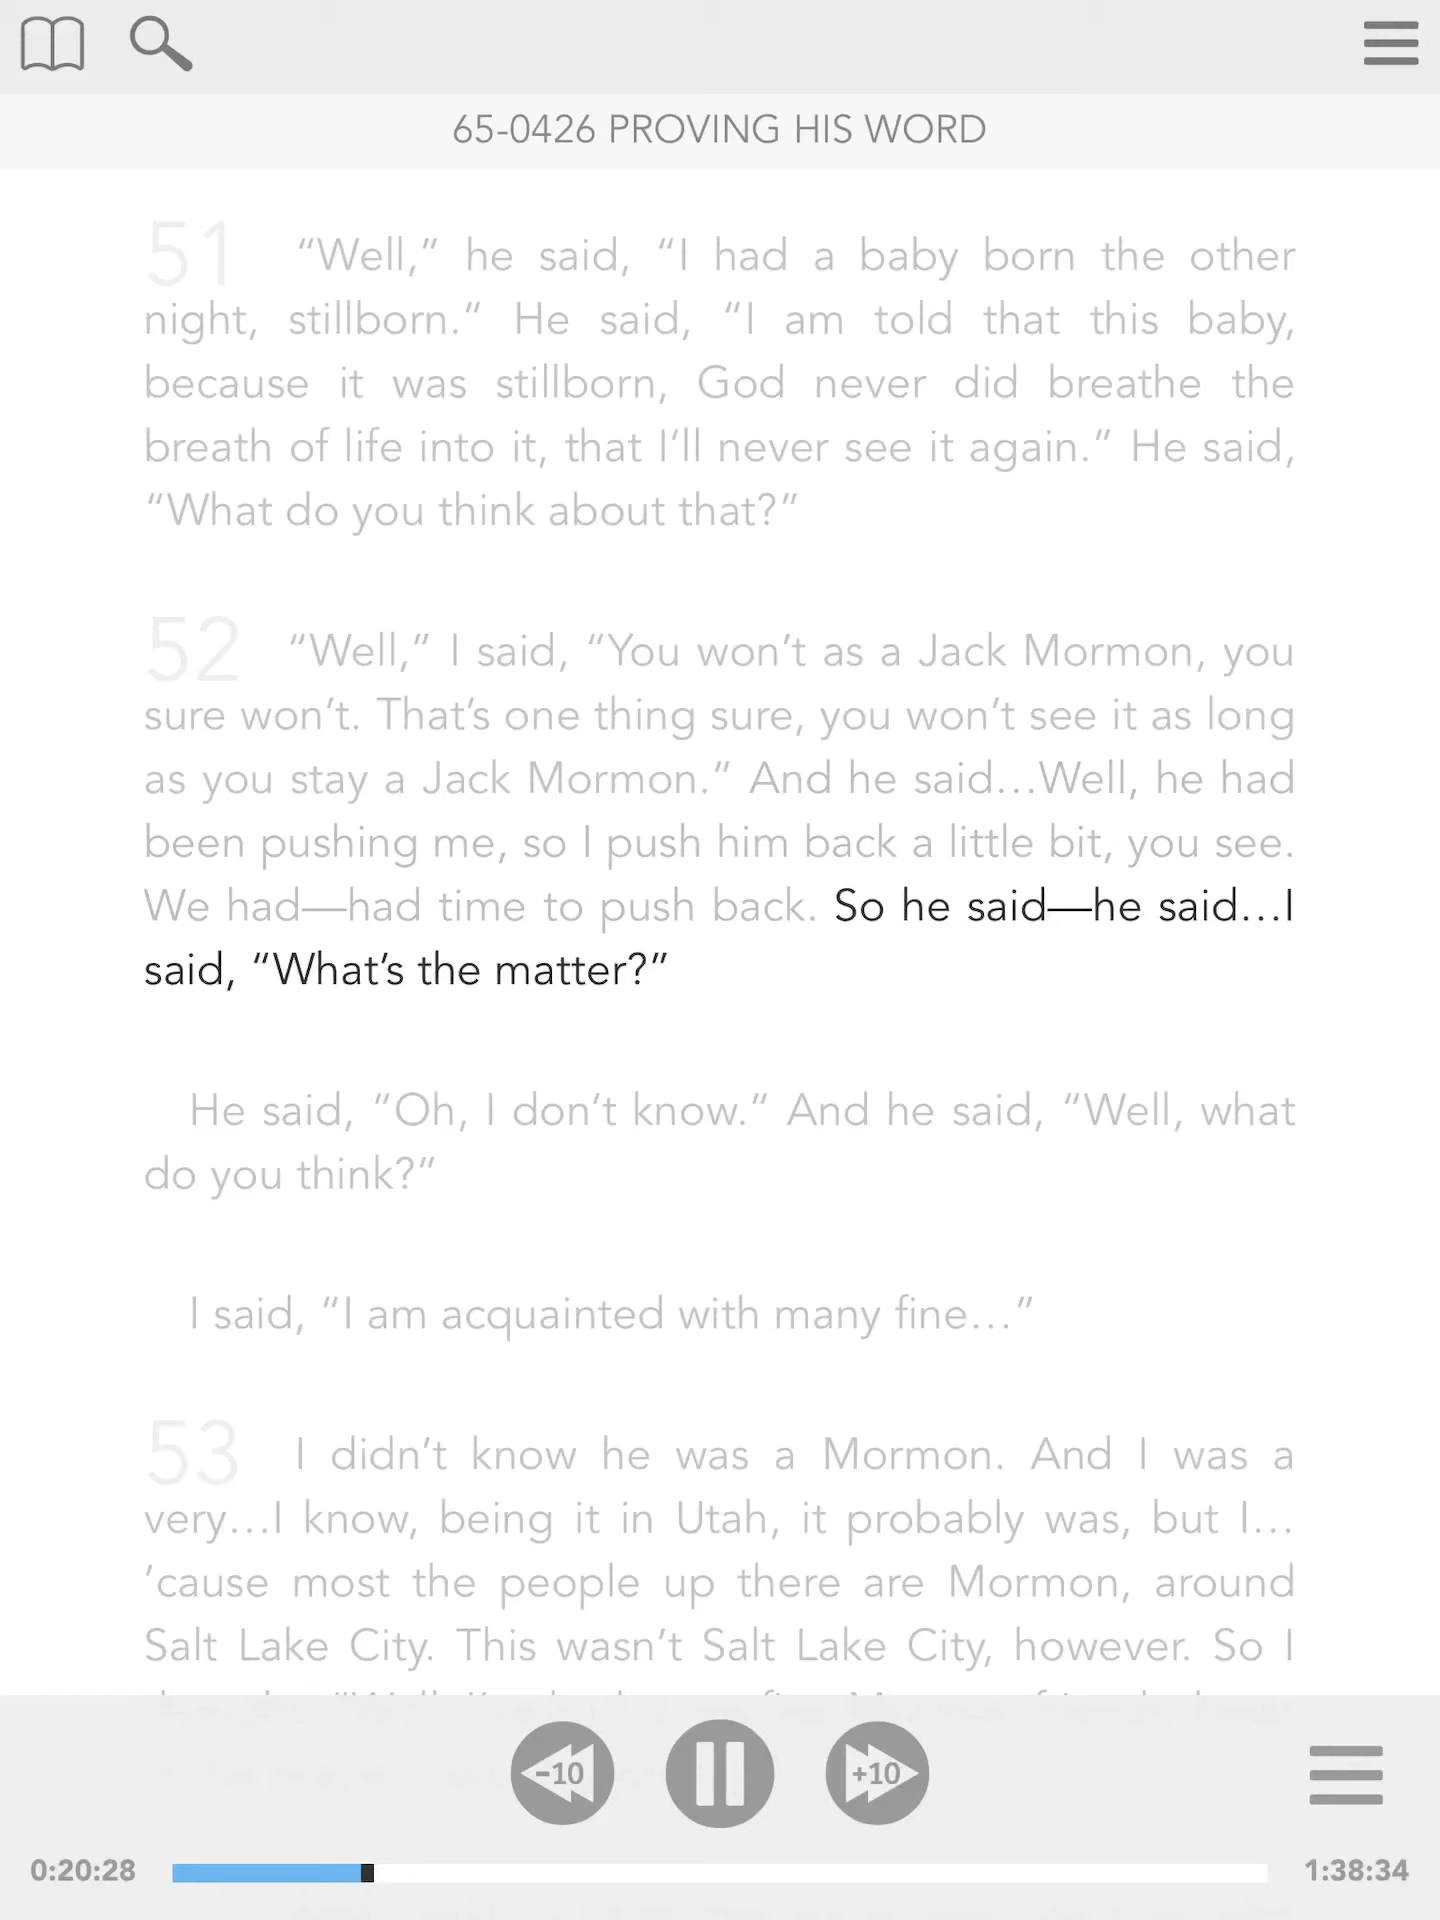 65-0426 PROVING HIS WORD
51 “Well,” he said, “I had a baby born the other
night, stillborn.” He said, “I am told that this baby,
because it was stillborn, God never did breathe the
breath of life into it, that I’ll never see it again.” He said,
“What do you think about that?”
52 “Well,” I said, “You won’t as a Jack Mormon, you
sure won’t. That’s one thing sure, you won’t see it as long
as you stay a Jack Mormon.” And he said…Well, he had
been pushing me, so I push him back a little bit, you see.
We had—had time to push back. So he said—he said…I
said, “What’s the matter?”
He said, “Oh, I don’t know.” And he said, “Well, what
do you think?”
I said, “I am acquainted with many fine…”
53 I didn’t know he was a Mormon. And I was a
very…I know, being it in Utah, it probably was, but I…
’cause most the people up there are Mormon, around
Salt Lake City. This wasn’t Salt Lake City, however. So I
-10 +10
0:20:28 1:38:34